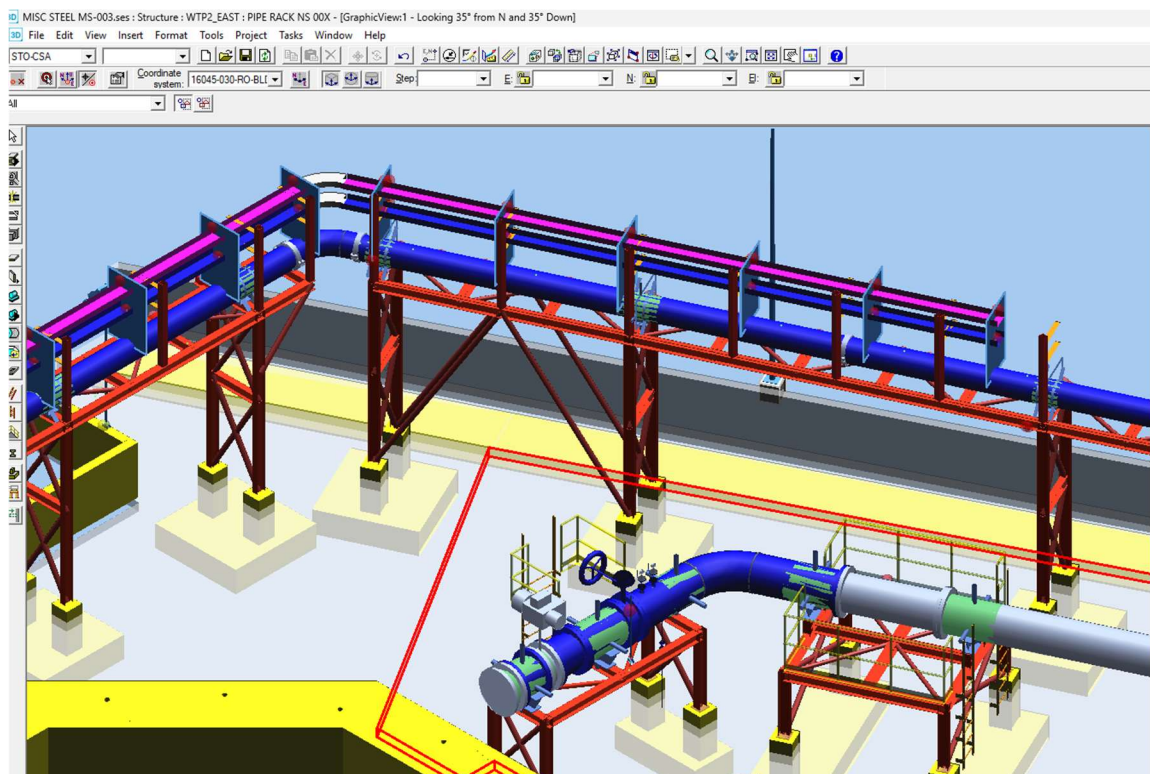 3D MISC STEEL MS-003.ses : Structure : WTP2_EAST : PIPE RACK NS 00X - [GraphicView:1 - Looking 35° from N and 35° Down]
3D File Edit View Insert Format Tools Project Tasks Window Help
STO-CSA
Coordinate system: 16045-030-RO-BL Step: E: N: El:
All